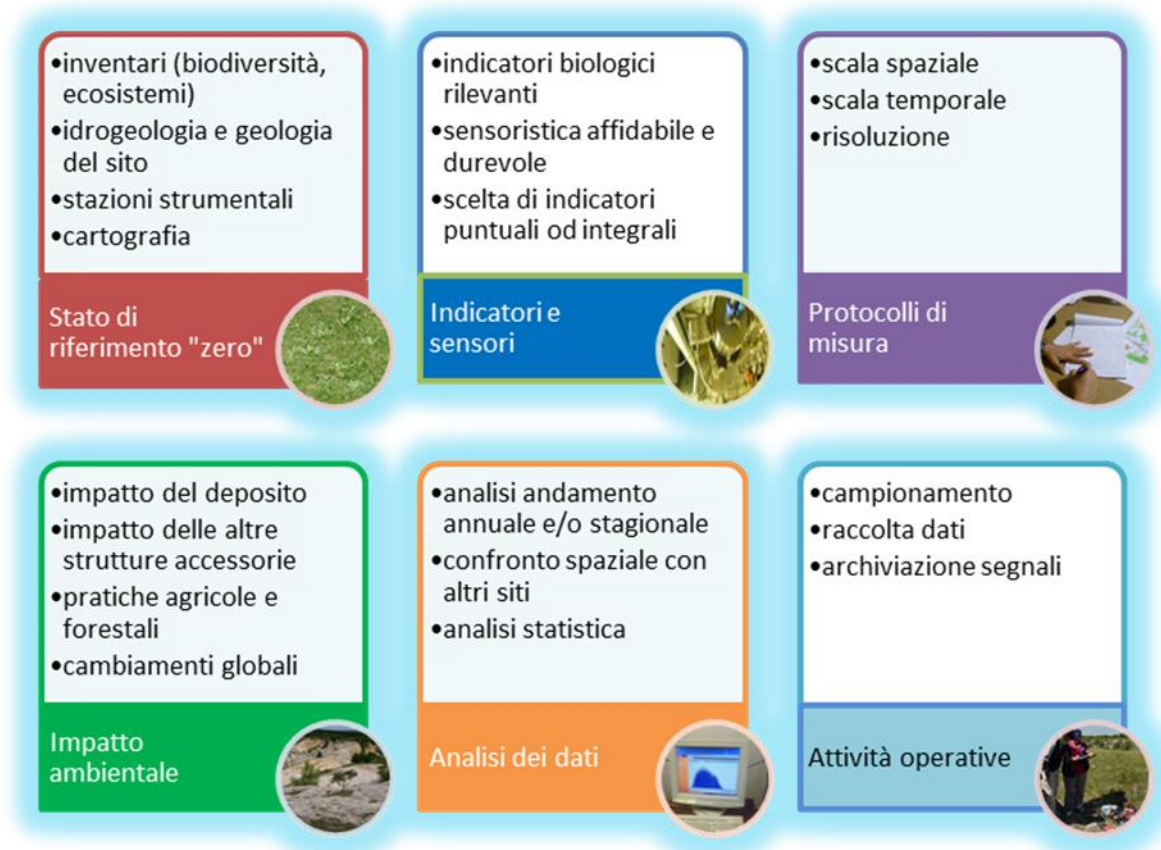 •inventari (biodiversità,
ecosistemi)
•idrogeologia e geologia
del sito
•stazioni strumentali
•cartografia
Stato di
riferimento "zero"
•indicatori biologici
rilevanti
•sensoristica affidabile e
durevole
•scelta di indicatori
puntuali od integrali
Indicatori e
sensori
•scala spaziale
•scala temporale
•risoluzione
Protocolli di
misura
•impatto del deposito
•impatto delle altre
strutture accessorie
•pratiche agricole e
forestali
•cambiamenti globali
Impatto
ambientale
•analisi andamento
annuale e/o stagionale
•confronto spaziale con
altri siti
•analisi statistica
Analisi dei dati
•campionamento
•raccolta dati
•archiviazione segnali
Attività operative